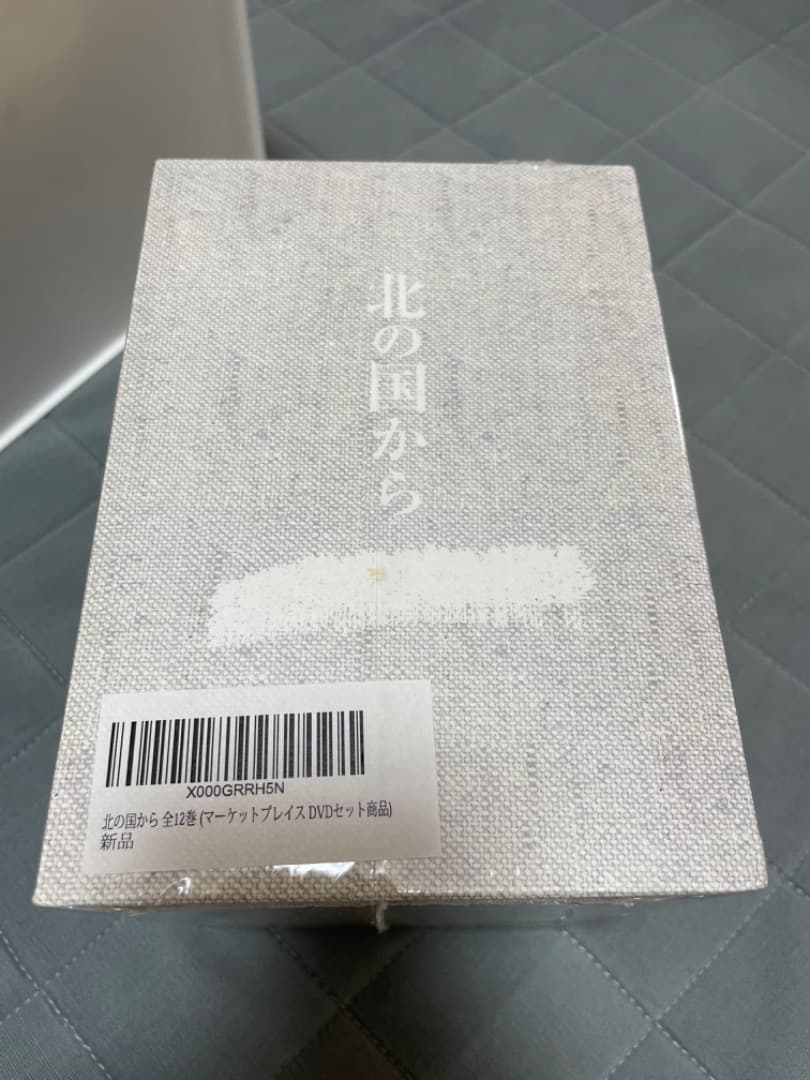 北の国から
X000GRRH5N
北の国から 全12巻 (マーケットプレイス DVDセット商品)
新品